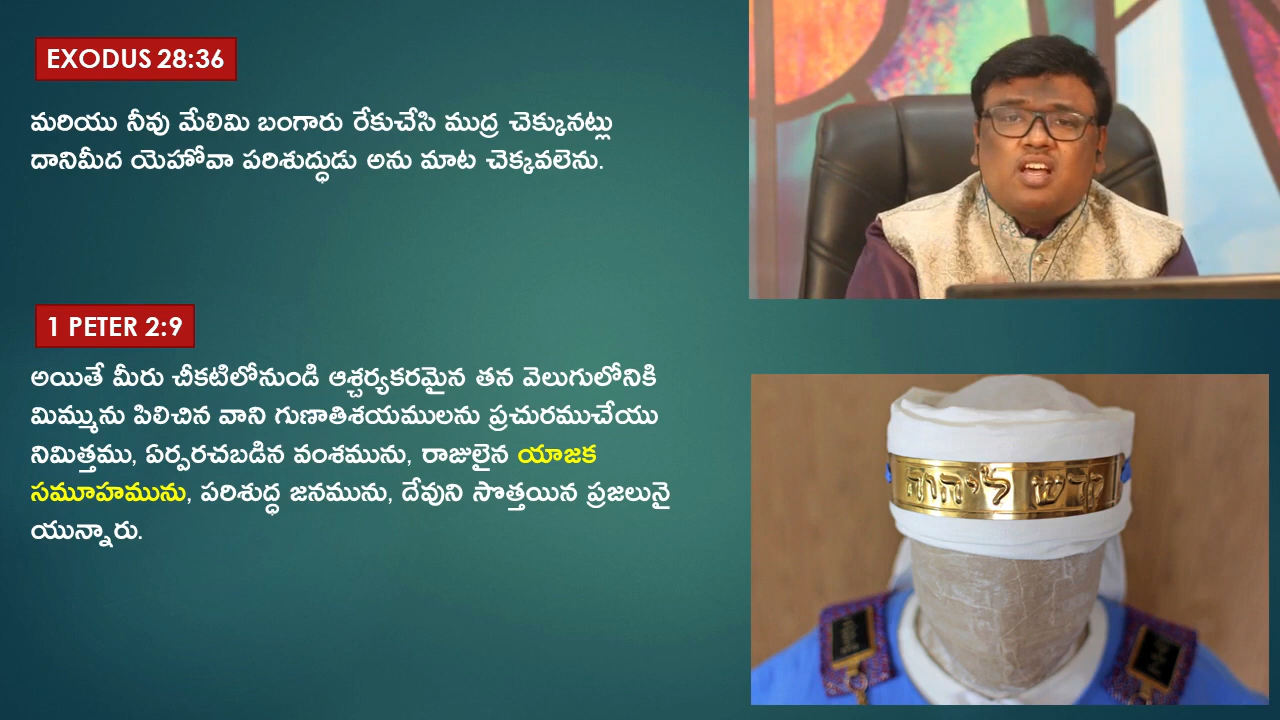 EXODUS 28:36
మరియు నీవు మేలిమి బంగారు రేకుచేసి ముద్ర చెక్కునట్లు
దానిమీద యెహోవా పరిశుద్ధుడు అను మాట చెక్కవలెను.
1 PETER 2:9
అయితే మీరు చీకటిలోనుండి ఆశ్చర్యకరమైన తన వెలుగులోనికి
మిమ్మును పిలిచిన వాని గుణాతిశయములను ప్రచురముచేయు
నిమిత్తము, ఏర్పరచబడిన వంశమును, రాజులైన యాజక
సమూహమును, పరిశుద్ధ జనమును, దేవుని సొత్తయిన ప్రజలునై
యున్నారు.
קדש ליהוה